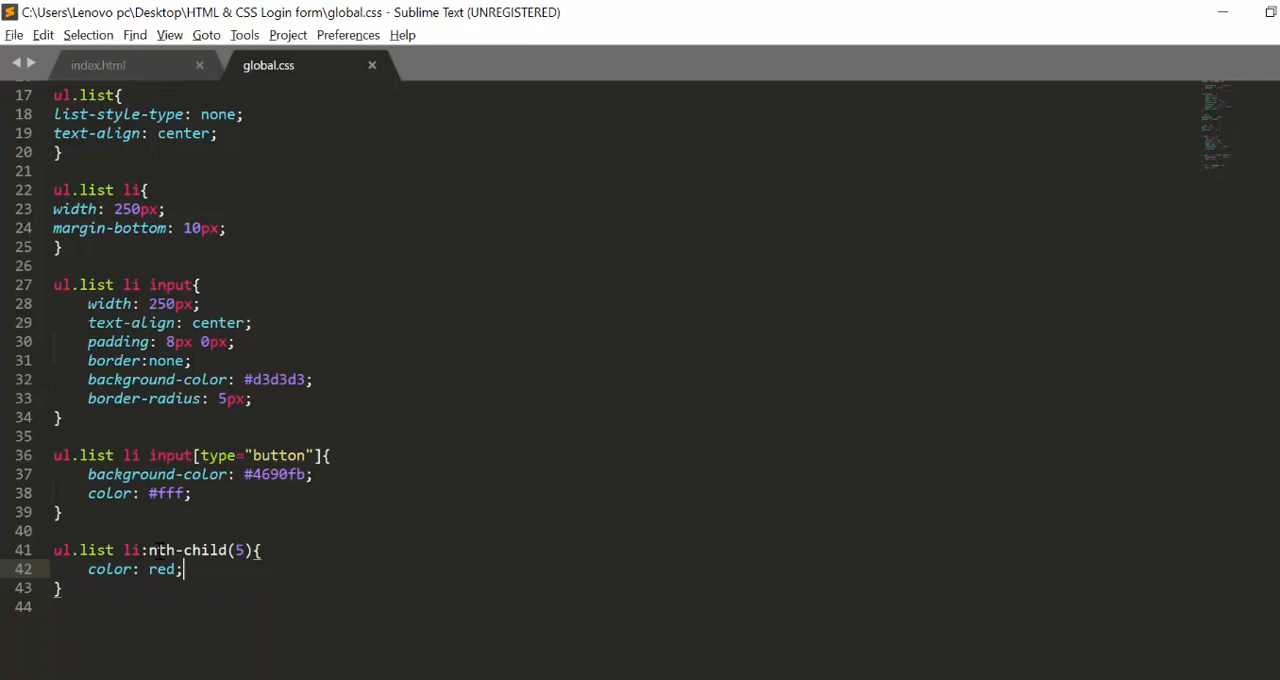 C:\Users\Lenovo pc\Desktop\HTML & CSS Login form\global.css - Sublime Text (UNREGISTERED)
File Edit Selection Find View Goto Tools Project Preferences Help
index.html global.css
17 ul.list{
18 list-style-type: none;
19 text-align: center;
20 }
21
22 ul.list li{
23 width: 250px;
24 margin-bottom: 10px;
25 }
26
27 ul.list li input{
28 width: 250px;
29 text-align: center;
30 padding: 8px 0px;
31 border:none;
32 background-color: #d3d3d3;
33 border-radius: 5px;
34 }
35
36 ul.list li input[type="button"]{
37 background-color: #4690fb;
38 color: #fff;
39 }
40
41 ul.list li:nth-child(5){
42 color: red;
43 }
44